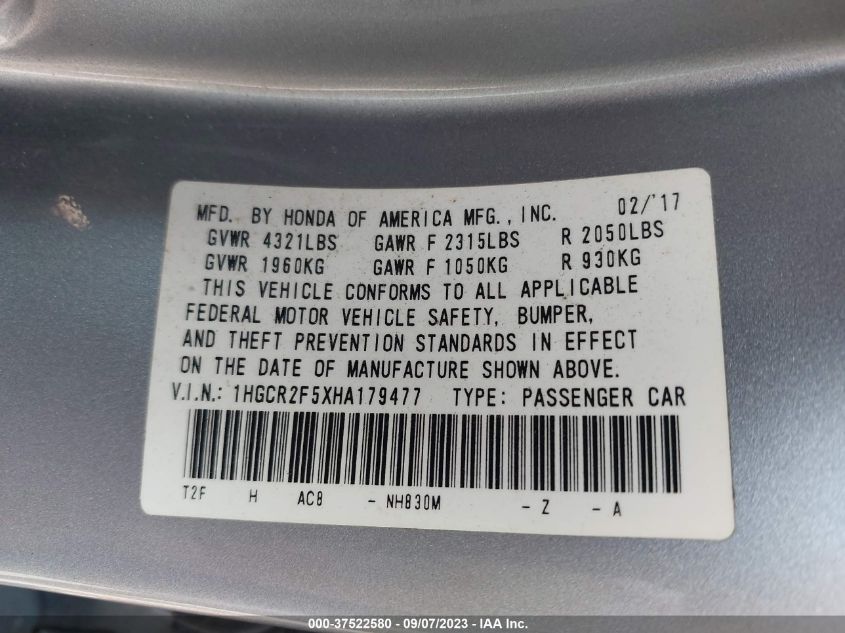 MFD. BY HONDA OF AMERICA MFG., INC. 02/'17
GVWR 4321LBS GAWR F 2315LBS R 2050LBS
GVWR 1960KG GAWR F 1050KG R 930KG
THIS VEHICLE CONFORMS TO ALL APPLICABLE
FEDERAL MOTOR VEHICLE SAFETY, BUMPER,
AND THEFT PREVENTION STANDARDS IN EFFECT
ON THE DATE OF MANUFACTURE SHOWN ABOVE.
V.I.N.: 1HGCR2F5XHA179477 TYPE: PASSENGER CAR
T2F H AC8 - NH830M - Z - A
000-37522580 - 09/07/2023 - IAA Inc.